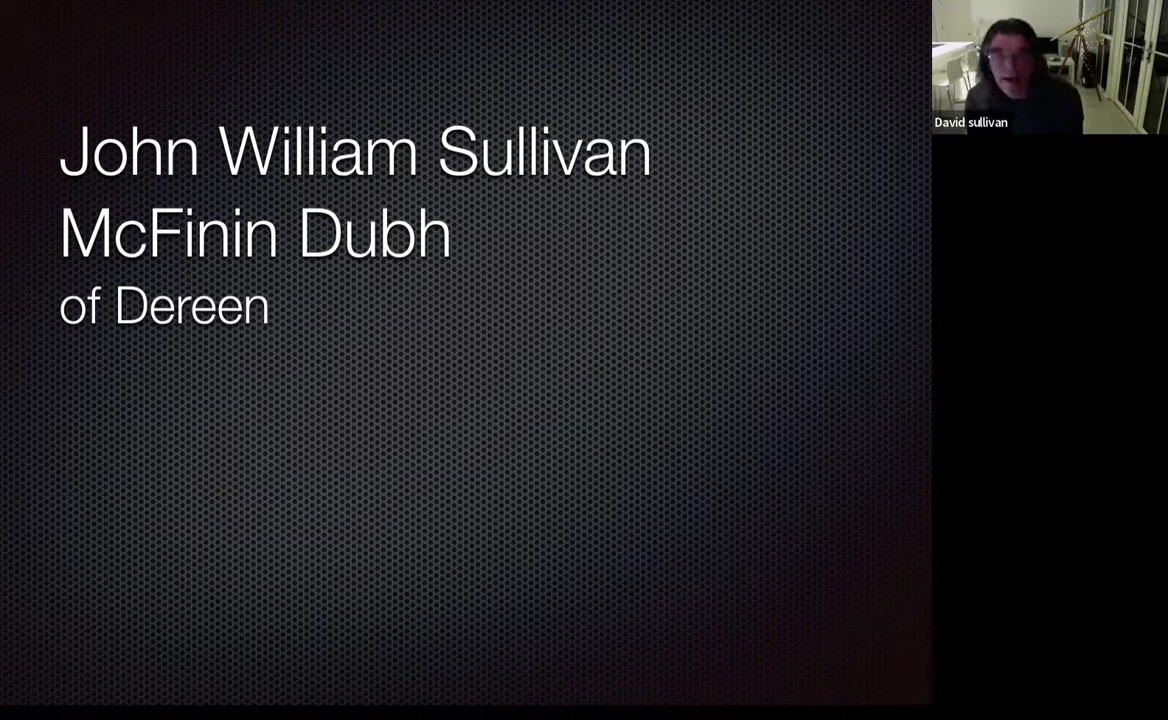 John William Sullivan
McFinin Dubh
of Dereen
David sullivan